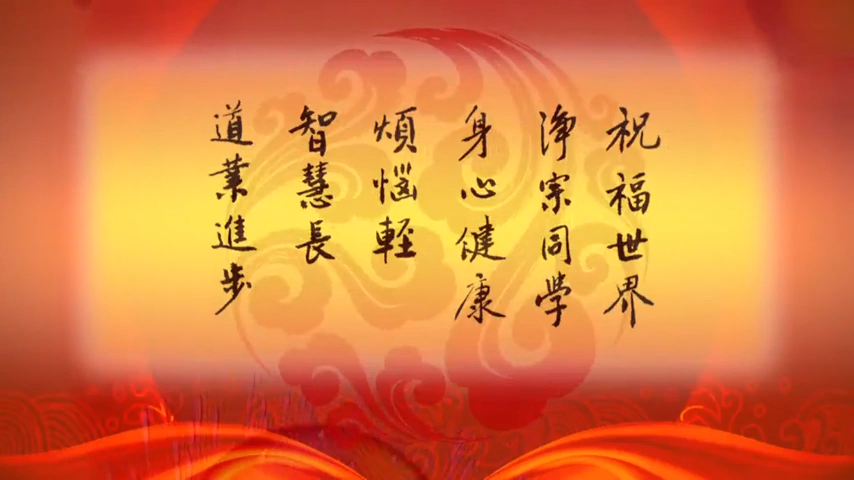 祝福世界
淨宗同學
身心健康
煩惱輕
智慧長
道業進步